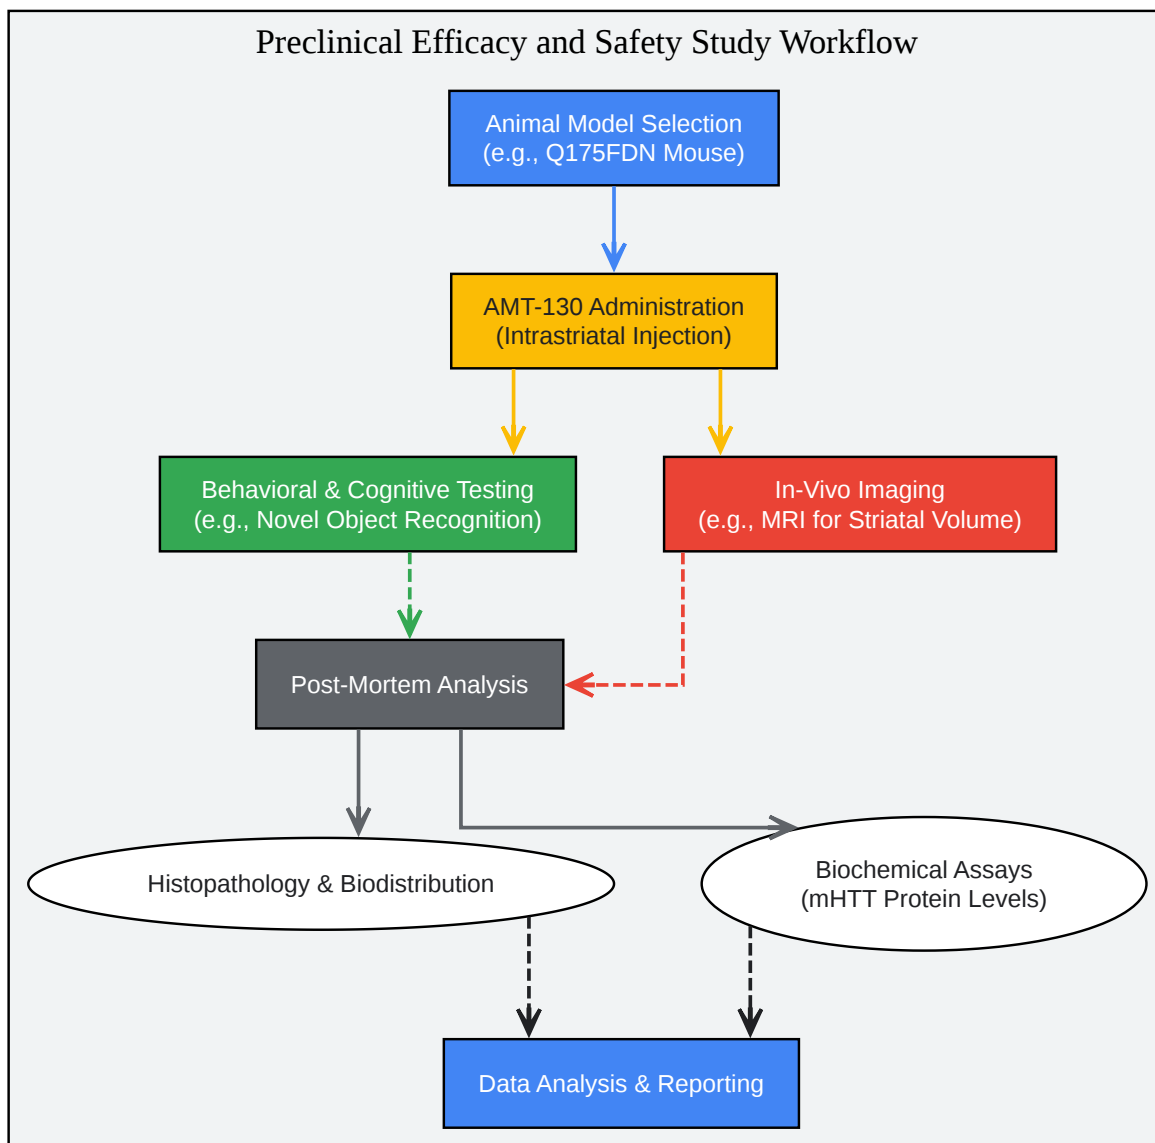 Preclinical Efficacy and Safety Study Workflow
Animal Model Selection
(e.g., Q175FDN Mouse)
AMT-130 Administration
(Intrastriatal Injection)
Behavioral & Cognitive Testing
(e.g., Novel Object Recognition)
In-Vivo Imaging
(e.g., MRI for Striatal Volume)
Post-Mortem Analysis
Histopathology & Biodistribution
Biochemical Assays
(mHTT Protein Levels)
Data Analysis & Reporting